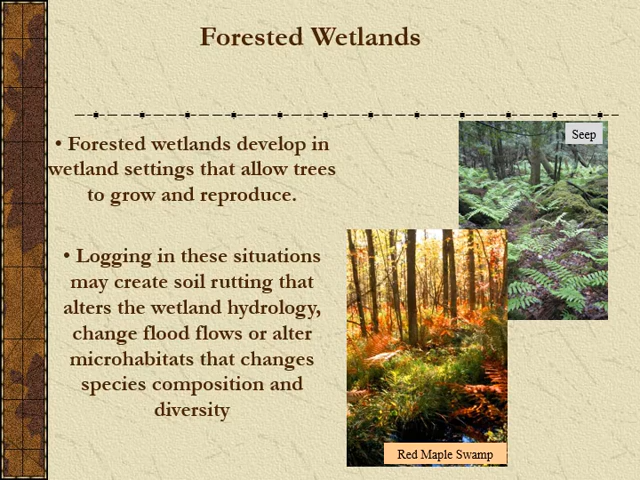 Forested Wetlands
• Forested wetlands develop in
wetland settings that allow trees
to grow and reproduce.
• Logging in these situations
may create soil rutting that
alters the wetland hydrology,
change flood flows or alter
microhabitats that changes
species composition and
diversity
Seep
Red Maple Swamp